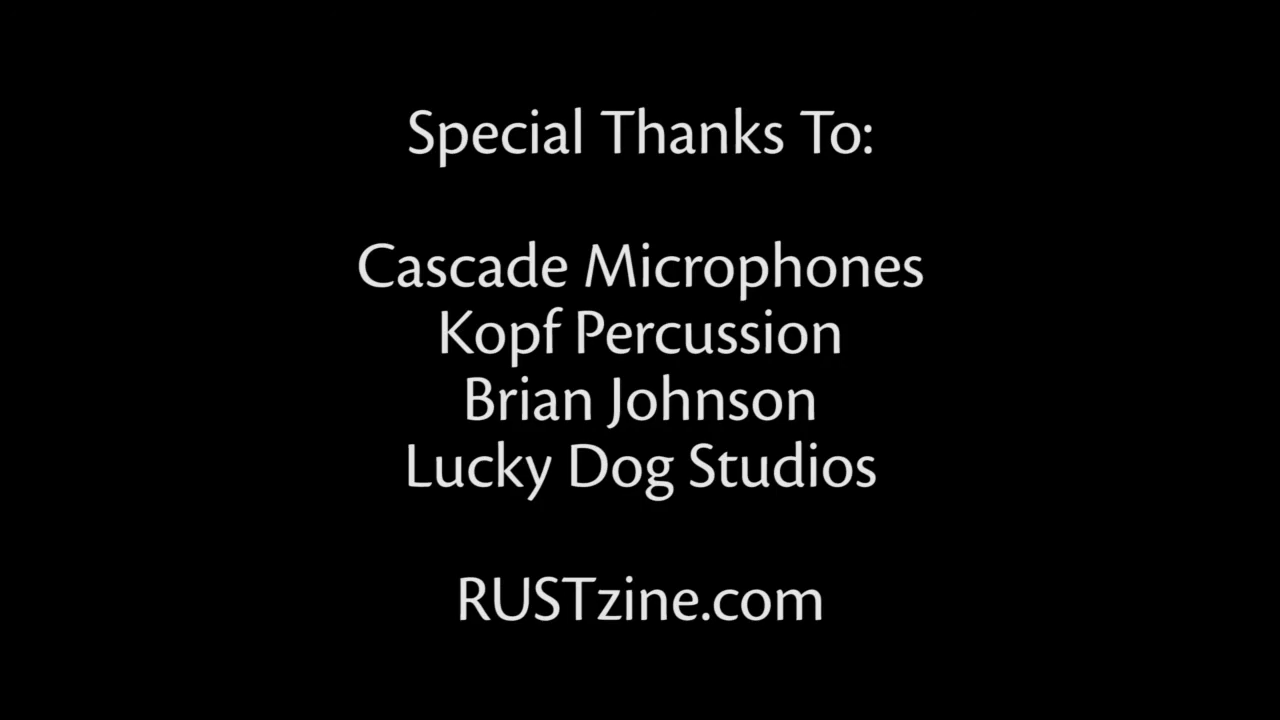 Special Thanks To:
Cascade Microphones
Kopf Percussion
Brian Johnson
Lucky Dog Studios
RUSTzine.com